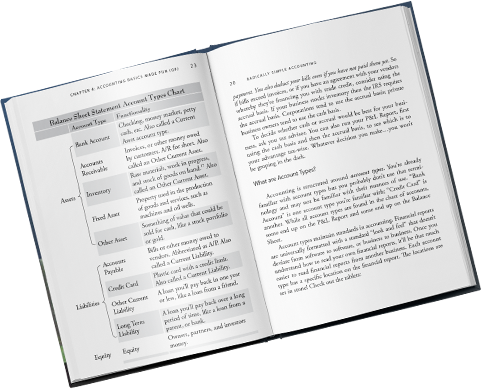 CHAPTER 4: ACCOUNTING BASICS MADE FUN (OR)
23
Balance Sheet Statement Account Types Chart
Account Type Functionality
Bank Account
Checking, money market, petty
cash, etc. Also called a Current
Asset account type.
Accounts
Receivable
Invoices, or other money owed
by customers. A/R for short. Also
called an Other Current Asset.
Inventory
Raw materials, work in progress,
and stock of goods on hand. Also
called an Other Current Asset.
Assets
Fixed Asset
Property used in the production
of goods and services, such as
machines and oil wells.
Other Asset
Something of value that could be
sold for cash, like a stock portfolio
or gold.
Accounts
Payable
Bills or other money owed to
vendors. Abbreviated as A/P. Also
called a Current Liability.
Credit Card
Plastic card with a credit limit.
Also called a Current Liability.
Liabilities
Other Current
Liability
A loan you'll pay back in one year
or less, like a loan from a friend.
Long Term
Liability
A loan you'll pay back over a long
period of time, like a loan from a
parent, or bank.
Equity
Equity
Owners, partners, and investors
money.
RADICALLY SIMPLE ACCOUNTING
payment. You also deduct your bills even if you have not paid them yet. So
if bills exceed invoices, or if you have an agreement with your vendors
whereby they're financing you with trade credit, consider using the
accrual basis. If your business stocks inventory then the IRS requires
the accrual basis. Corporations tend to use the accrual basis; private
business owners tend to use the cash basis.
To decide whether cash or accrual would be best for your busi-
ness, ask you tax advisor. You can also run your P&L Report, first
using the cash basis and then the accrual basis, to see which is to
your advantage tax-wise. Whatever decision you make...you won't
be groping in the dark.
What are Account Types?
Accounting is structured around account types. You're already
familiar with account types but you probably don't use that termi-
nology and may not be familiar with their nuances of use. "Bank
Account" is one account type you're familiar with; "Credit Card" is
another. While all account types are found in the chart of accounts,
some end up on the P&L Report and some end up on the Balance
Sheet.
Account types maintain standards in accounting. Financial reports
are universally formatted with a standard "look and feel" that doesn't
deviate from software to software, or business to business. Once you
understand how to read your own financial reports, it'll be that much
easier to read financial reports from another business. Each account
type has a specific location on the financial report. The locations are
set in stone! Check out the tables: